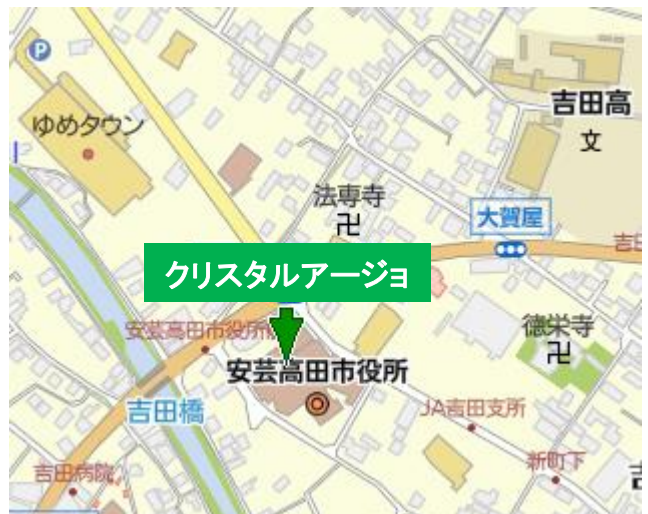 P
ゆめタウン
吉田高
文
法専寺
卍
大賀屋
クリスタルアージョ
徳栄寺
卍
安芸高田市役所
安芸高田市役所
吉田橋
JA吉田支所
吉田病院
新町下